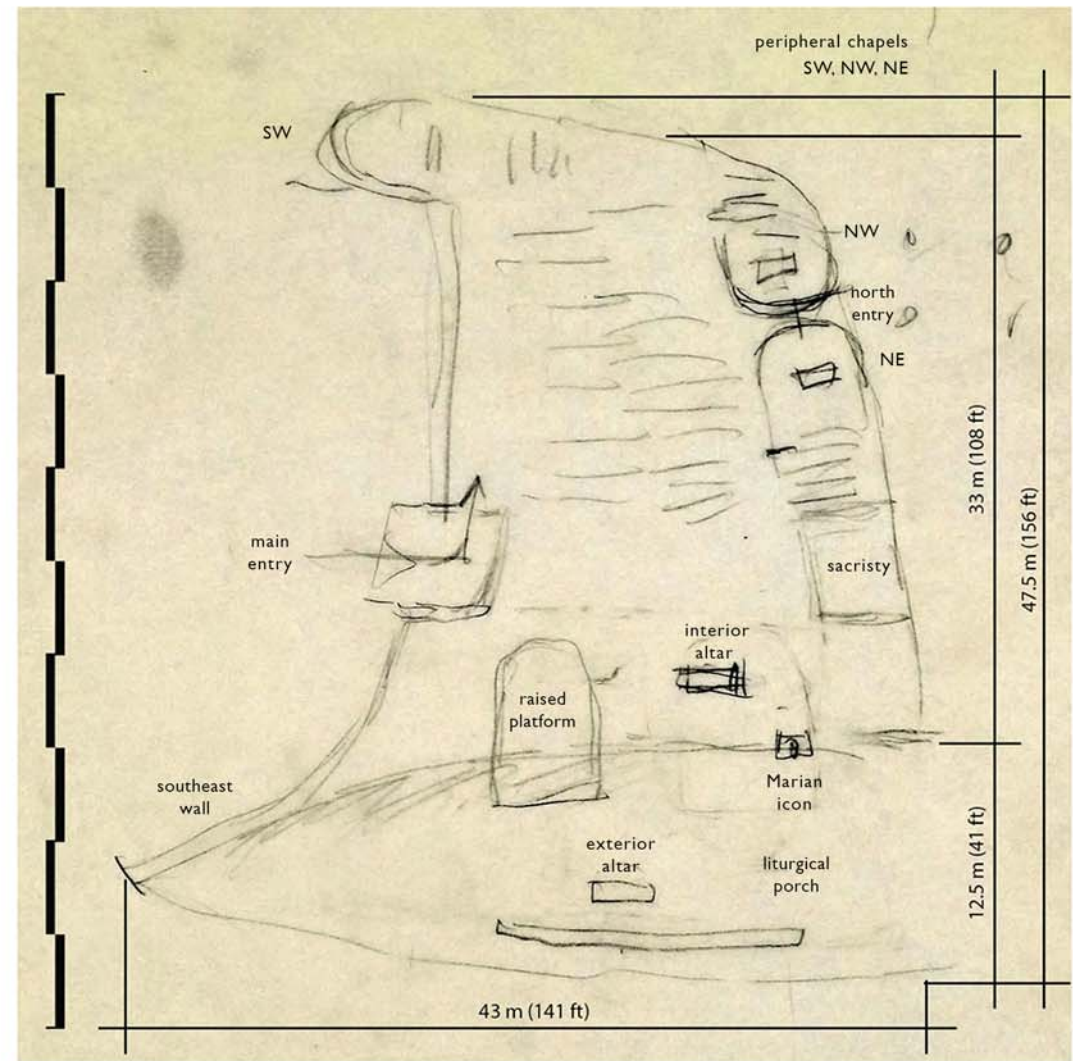 peripheral chapels
SW, NW, NE
SW
NW
north
entry
NE
33 m (108 ft)
47.5 m (156 ft)
main
entry
sacristy
interior
altar
raised
platform
southeast
wall
Marian
icon
exterior
altar
liturgical
porch
12.5 m (41 ft)
43 m (141 ft)